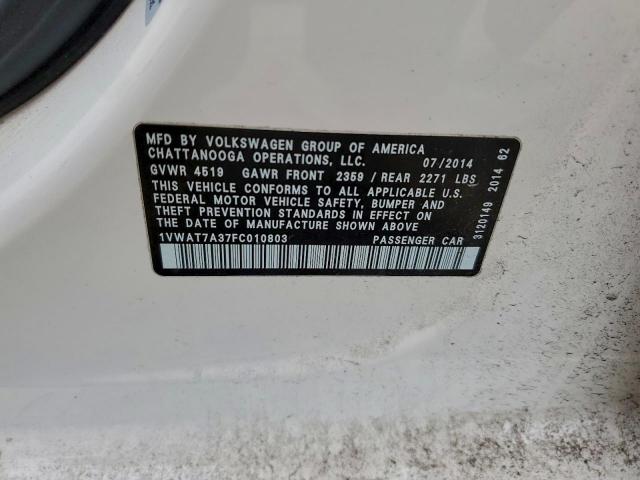 MFD BY VOLKSWAGEN GROUP OF AMERICA
CHATTANOOGA OPERATIONS, LLC. 07/2014
GVWR 4519 GAWR FRONT 2359 / REAR 2271 LBS
THIS VEHICLE CONFORMS TO ALL APPLICABLE U.S.
FEDERAL MOTOR VEHICLE SAFETY, BUMPER AND
THEFT PREVENTION STANDARDS IN EFFECT ON
THE DATE OF MANUFACTURE SHOWN ABOVE
1VWAT7A37FC010803 PASSENGER CAR
3120149 2014 62